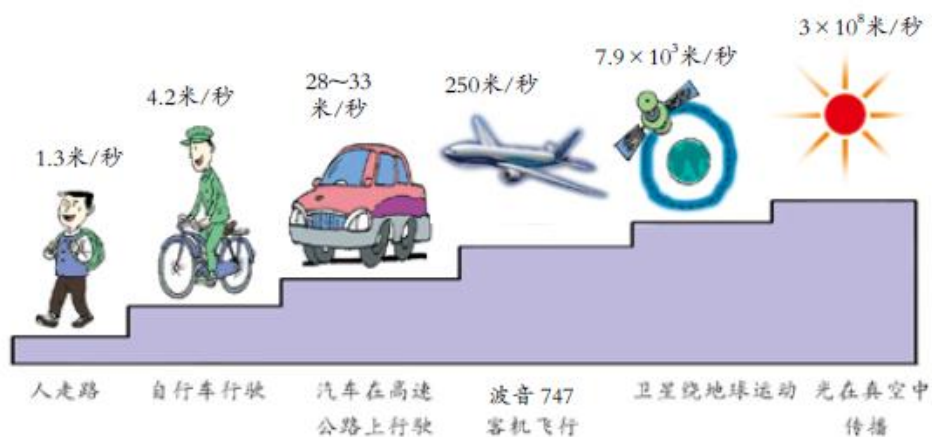 1.3米/秒
4.2米/秒
28～33
米/秒
250米/秒
7.9×10³米/秒
3×10⁸米/秒
人走路
自行车行驶
汽车在高速
公路上行驶
波音747
客机飞行
卫星绕地球运动
光在真空中
传播